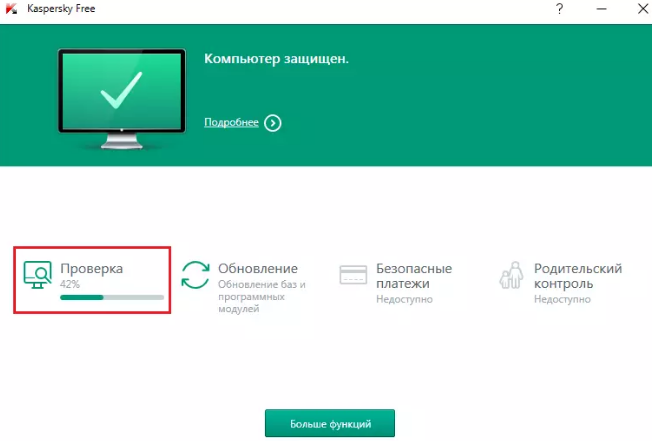 Kaspersky Free
Компьютер защищен.
Подробнее
Проверка
42%
Обновление
Обновление баз и
программных
модулей
Безопасные
платежи
Недоступно
Родительский
контроль
Недоступно
Больше функций